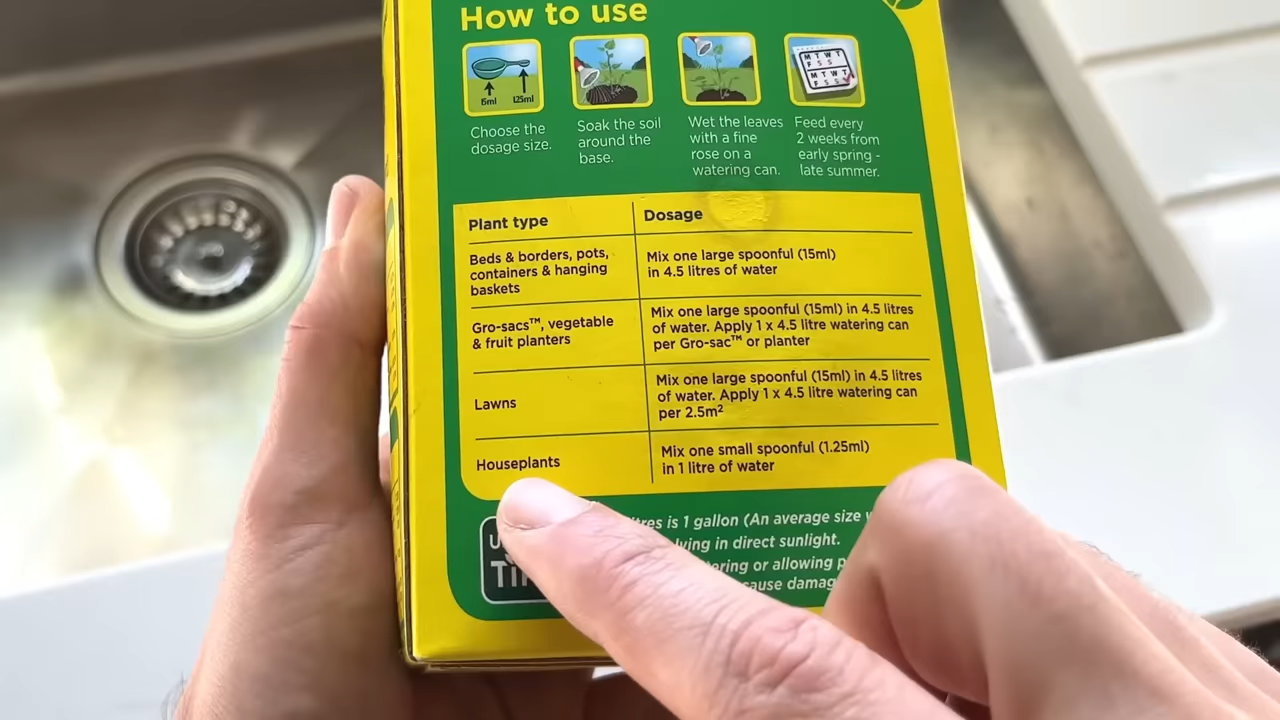 How to use
15ml 1.25ml
M T W T
F S S
M T W T
F S S
Choose the
dosage size.
Soak the soil
around the
base.
Wet the leaves
with a fine
rose on a
watering can.
Feed every
2 weeks from
early spring -
late summer.
Plant type
Dosage
Beds & borders, pots,
containers & hanging
baskets
Mix one large spoonful (15ml)
in 4.5 litres of water
Gro-sacs™, vegetable
& fruit planters
Mix one large spoonful (15ml) in 4.5 litres
of water. Apply 1 x 4.5 litre watering can
per Gro-sac™ or planter
Lawns
Mix one large spoonful (15ml) in 4.5 litres
of water. Apply 1 x 4.5 litre watering can
per 2.5m²
Houseplants
Mix one small spoonful (1.25ml)
in 1 litre of water
is 1 gallon (An average size
in direct sunlight.
or allowing
damag